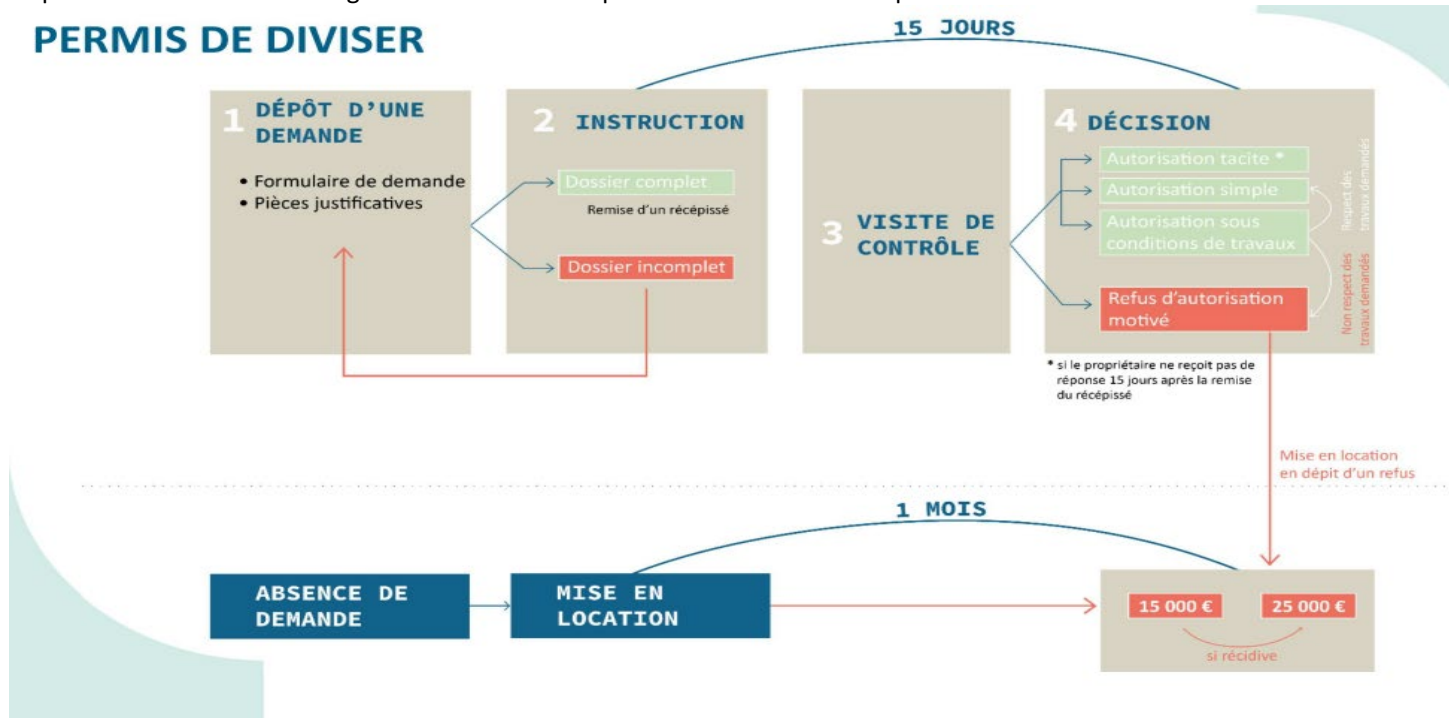 PERMIS DE DIVISER
15 JOURS
1 DÉPÔT D'UNE
DEMANDE
• Formulaire de demande
• Pièces justificatives
2 INSTRUCTION
Dossier complet
Remise d'un récépissé
Dossier incomplet
3 VISITE DE
CONTRÔLE
4 DÉCISION
Autorisation tacite *
Autorisation simple
Autorisation sous
conditions de travaux
Refus d'autorisation
motivé
Respect des
travaux demandés
Non respect des
travaux demandés
* si le propriétaire ne reçoit pas de
réponse 15 jours après la remise
du récépissé
Mise en location
en dépit d'un refus
1 MOIS
ABSENCE DE
DEMANDE
MISE EN
LOCATION
15 000 €
25 000 €
si récidive